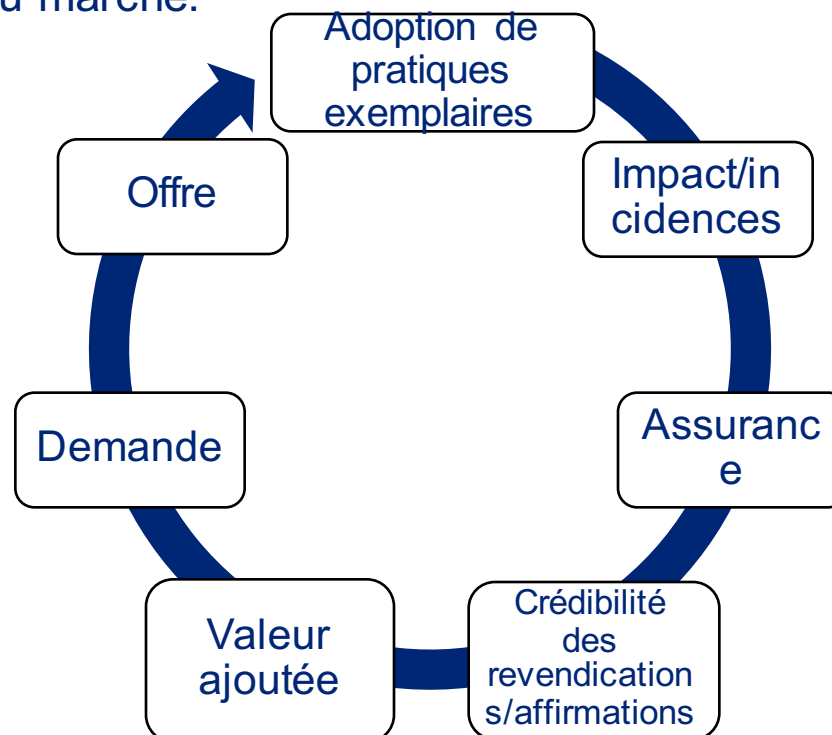 u marché.
Adoption de
pratiques
exemplaires
Impact/in
cidences
Assuranc
e
Crédibilité
des
revendication
s/affirmations
Valeur
ajoutée
Demande
Offre